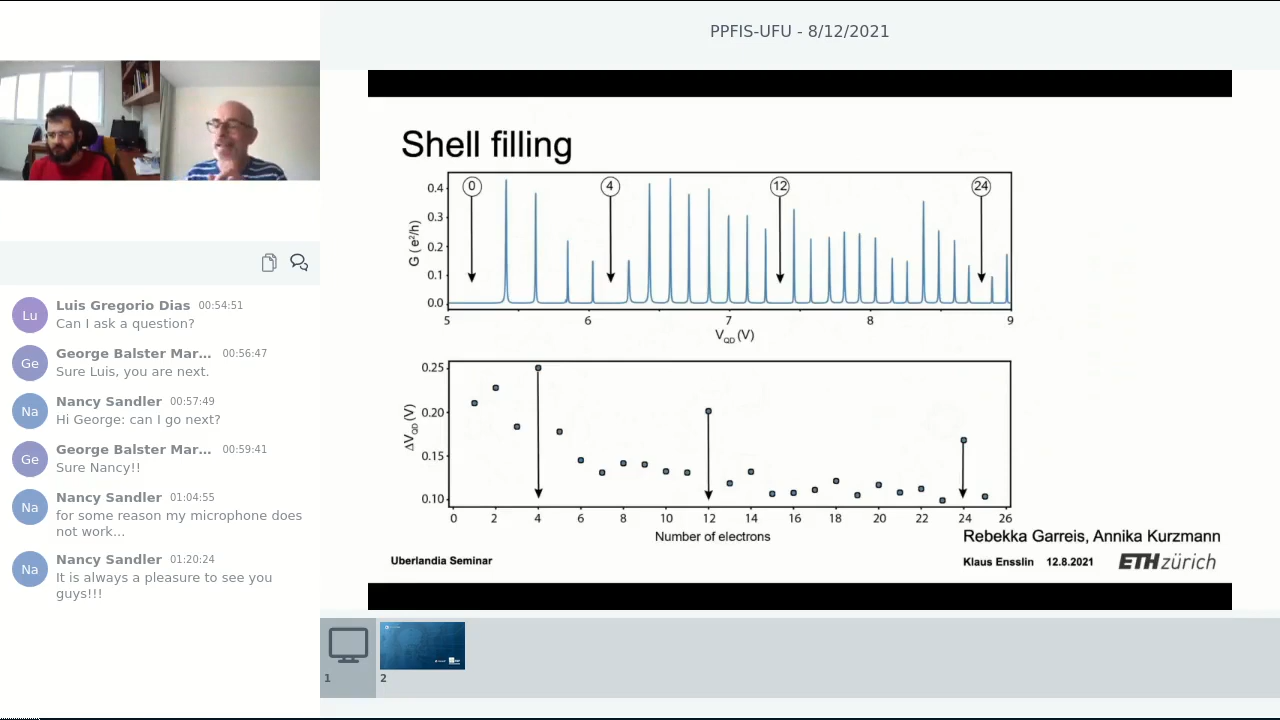 PPFIS-UFU - 8/12/2021
Lu
Luis Gregorio Dias 00:54:51
Can I ask a question?
Ge
George Balster Mar... 00:56:47
Sure Luis, you are next.
Na
Nancy Sandler 00:57:49
Hi George: can I go next?
Ge
George Balster Mar... 00:59:41
Sure Nancy!!
Na
Nancy Sandler 01:04:55
for some reason my microphone does
not work...
Na
Nancy Sandler 01:20:24
It is always a pleasure to see you
guys!!!
Shell filling
0 4 12 24
G ( e²/h)
0.4
0.3
0.2
0.1
0.0
5 6 7 8 9
V_QD (V)
ΔV_QD (V)
0.25
0.20
0.15
0.10
0 2 4 6 8 10 12 14 16 18 20 22 24 26
Number of electrons
Rebekka Garreis, Annika Kurzmann
Uberlandia Seminar
Klaus Ensslin 12.8.2021
ETH zürich
1
2